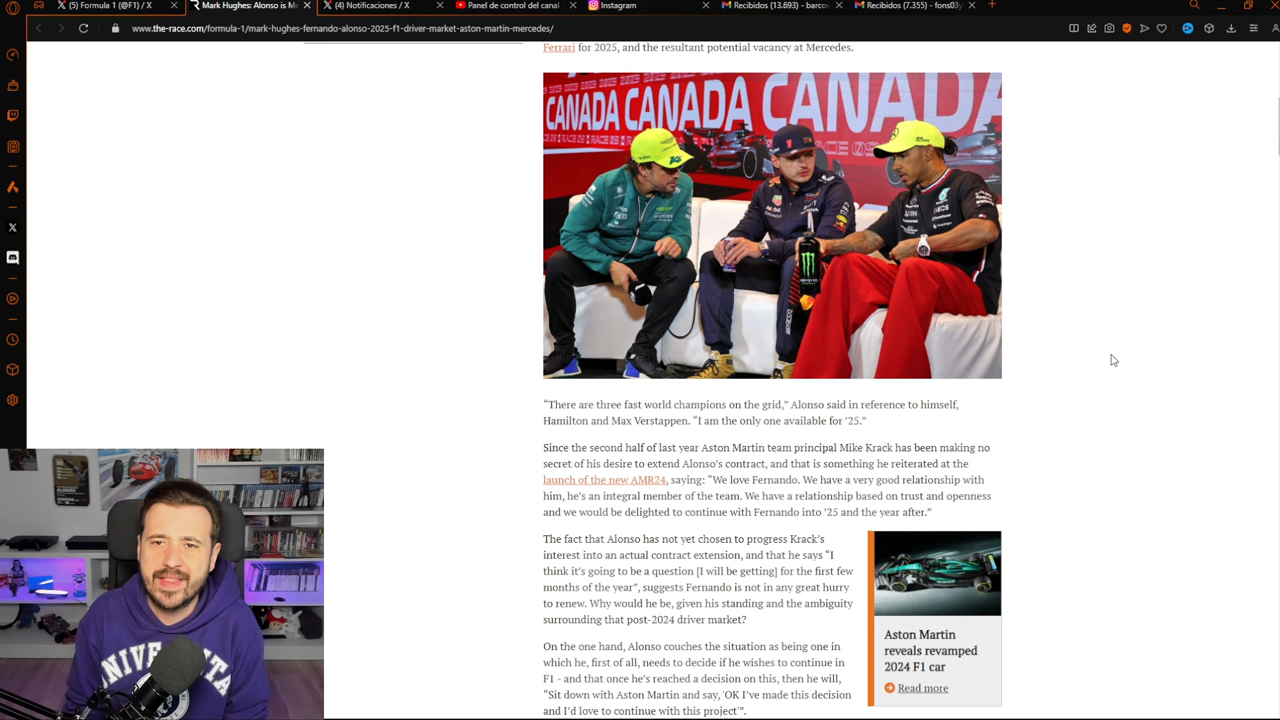 (5) Formula 1 / X
Mark Hughes: Alonso is M
(4) Notificaciones / X
Panel de control del canal
Instagram
Recibidos (13.693) - barcov
Recibidos (7.355) - fons03y
www.the-race.com/formula-1/mark-hughes-fernando-alonso-2025-f1-driver-market-aston-martin-mercedes/
Ferrari for 2025, and the resultant potential vacancy at Mercedes.
CANADA CANADA CANADA
“There are three fast world champions on the grid,” Alonso said in reference to himself,
Hamilton and Max Verstappen. “I am the only one available for ’25.”
Since the second half of last year Aston Martin team principal Mike Krack has been making no
secret of his desire to extend Alonso’s contract, and that is something he reiterated at the
launch of the new AMR24, saying: “We love Fernando. We have a very good relationship with
him, he’s an integral member of the team. We have a relationship based on trust and openness
and we would be delighted to continue with Fernando into ’25 and the year after.”
The fact that Alonso has not yet chosen to progress Krack’s
interest into an actual contract extension, and that he says “I
think it’s going to be a question [I will be getting] for the first few
months of the year”, suggests Fernando is not in any great hurry
to renew. Why would he be, given his standing and the ambiguity
surrounding that post-2024 driver market?
On the one hand, Alonso couches the situation as being one in
which he, first of all, needs to decide if he wishes to continue in
F1 - and that once he’s reached a decision on this, then he will,
“Sit down with Aston Martin and say, ‘OK I’ve made this decision
and I’d love to continue with this project’”.
Aston Martin
reveals revamped
2024 F1 car
Read more